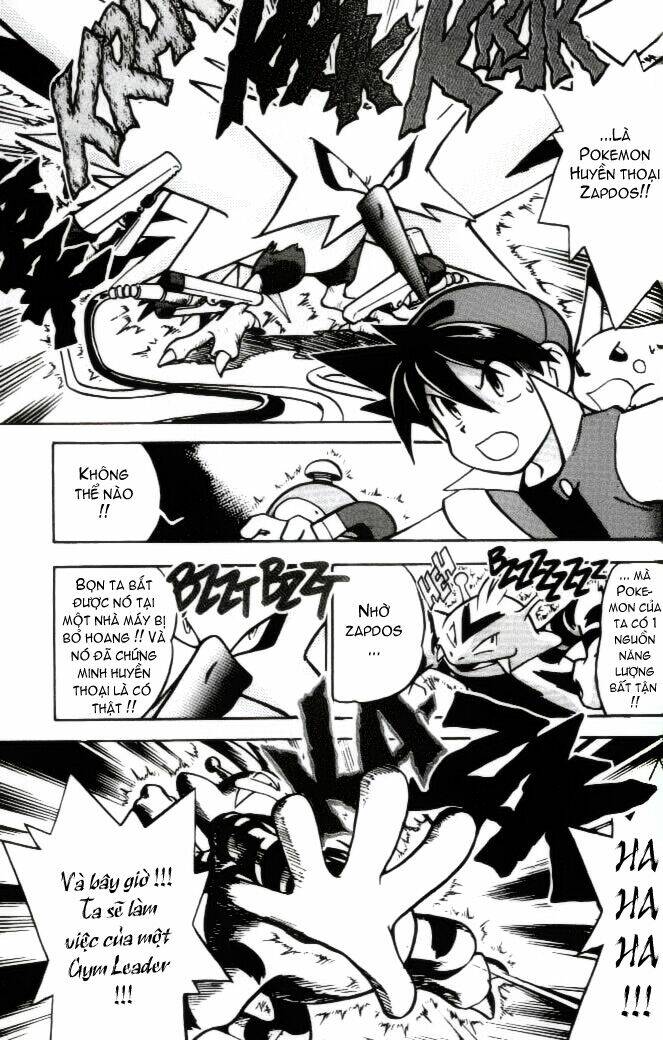 KRAK
KRAK
KRAK
...LÀ
POKEMON
HUYỀN THOẠI
ZAPDOS!!
KHÔNG
THỂ NÀO
!!
... MÀ
POKE-
MON CỦA
TA CÓ 1
NGUỒN
NĂNG
LƯỢNG
BẤT TẬN
!!
BZZZZZZ
HEH
NHỜ
ZAPDOS
...
BZZT BZZT
BỌN TA BẮT
ĐƯỢC NÓ TẠI
MỘT NHÀ MÁY BỊ
BỎ HOANG !! VÀ
NÓ ĐÃ CHỨNG
MINH HUYỀN
THOẠI LÀ CÓ
THẬT !!
HA
HA
HA
!!!
Và bây giờ !!!
Ta sẽ làm
việc của một
Gym Leader
!!!